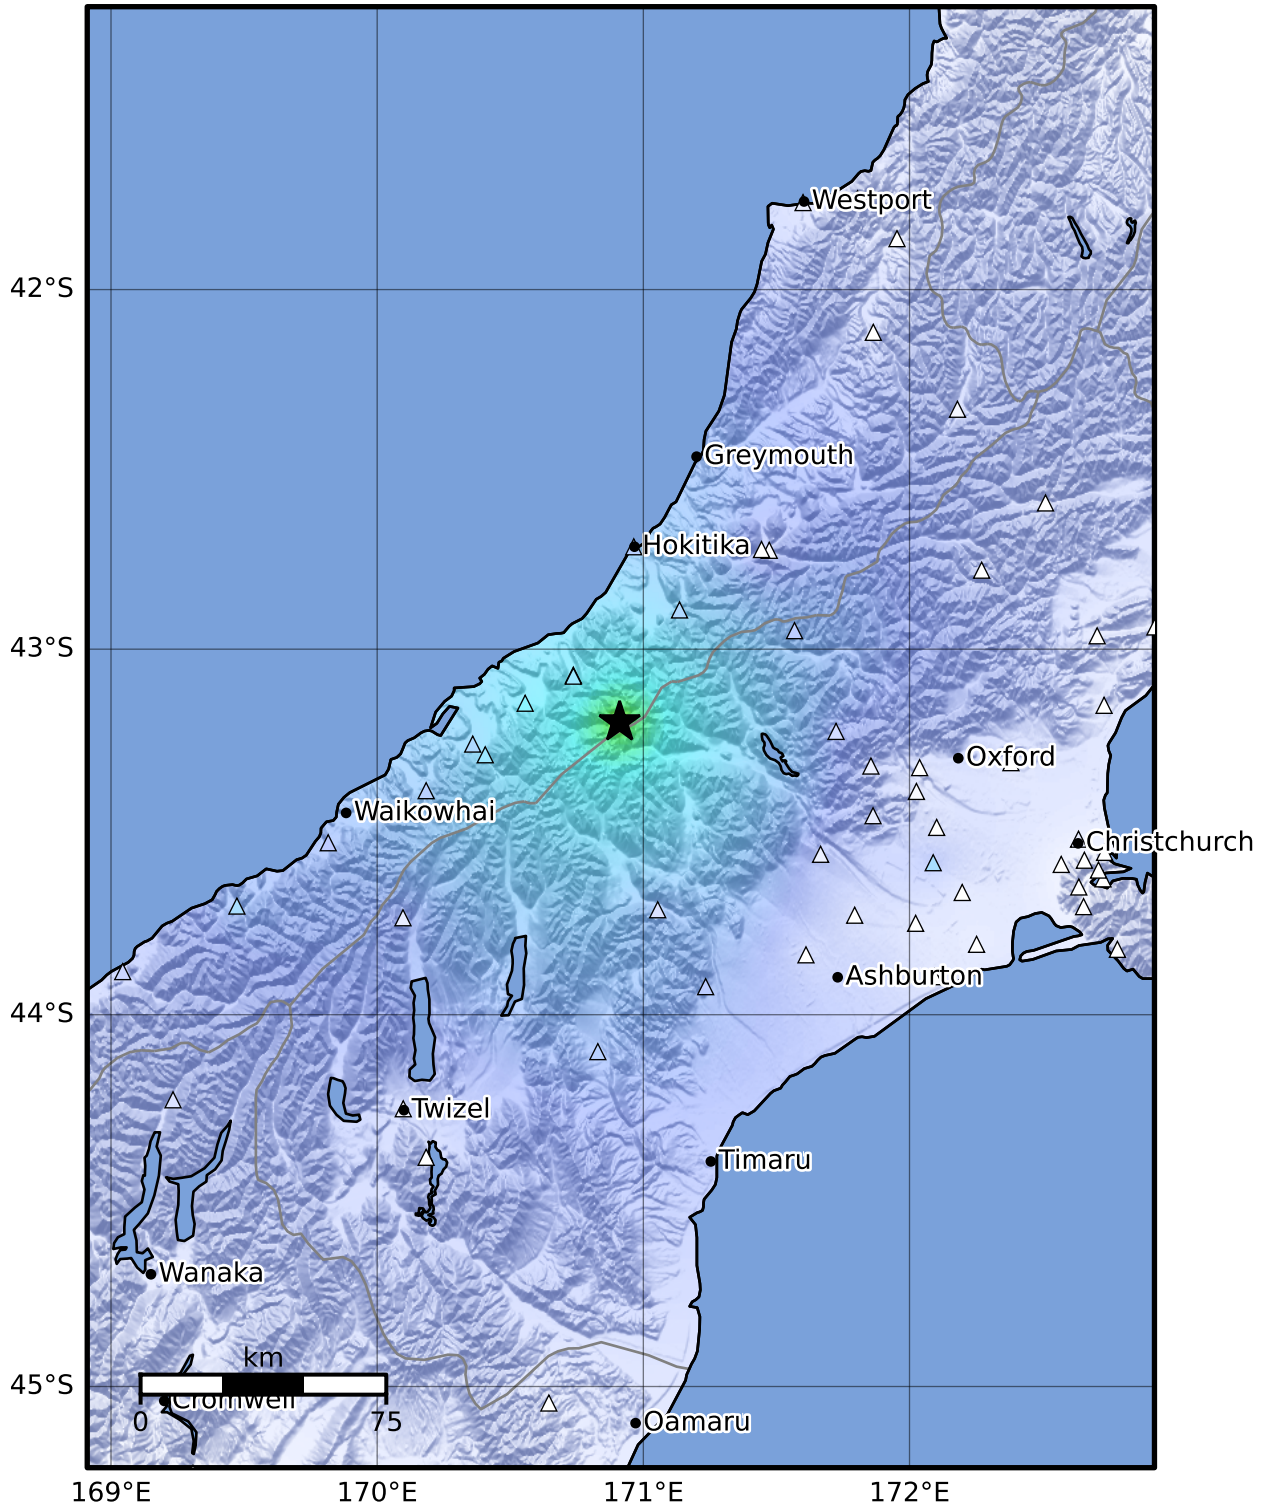 Westport
42°S
Greymouth
Hokitika
43°S
Oxford
Waikowhai
Christchurch
Ashburton
44°S
Twizel
Timaru
Wanaka
km
45°S
Cromwell
0
75
Oamaru
169°E
170°E
171°E
172°E